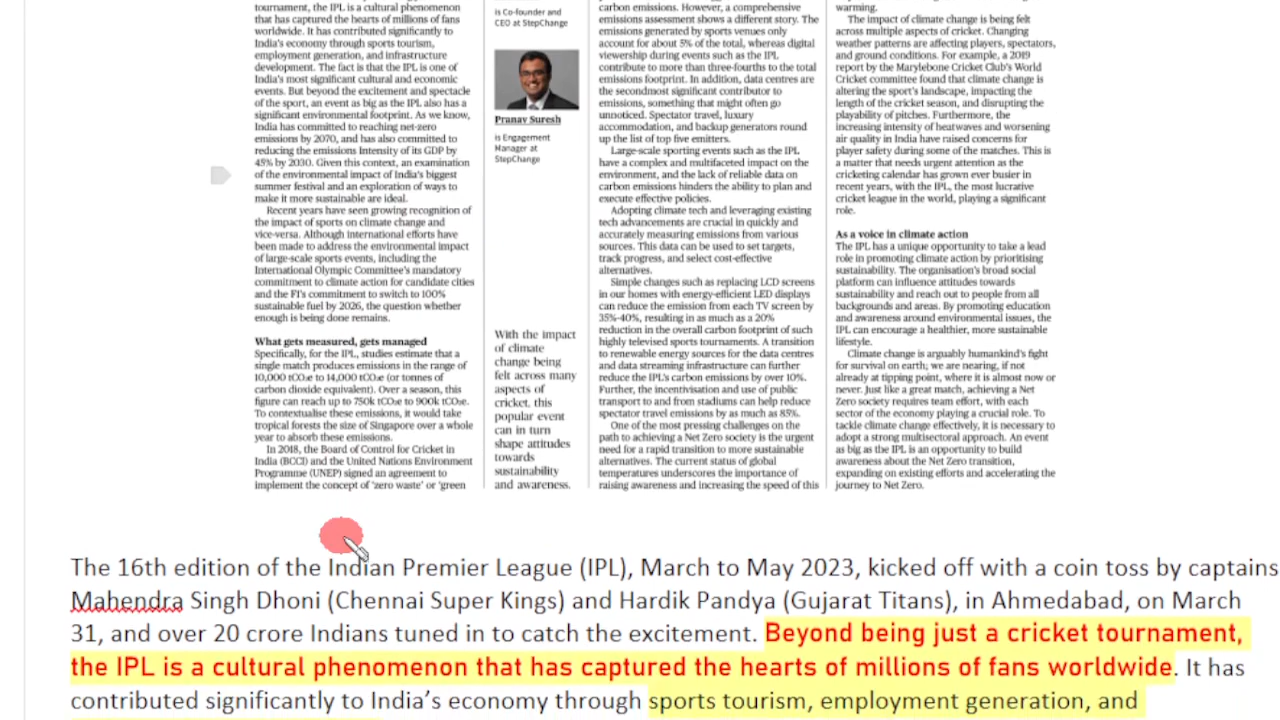 tournament, the IPL is a cultural phenomenon
that has captured the hearts of millions of fans
worldwide. It has contributed significantly to
India's economy through sports tourism,
employment generation, and infrastructure
development. The fact is that the IPL is one of
India's most significant cultural and economic
events. But beyond the excitement and spectacle
of the sport, an event as big as the IPL also has a
significant environmental footprint. As we know,
India has committed to reaching net-zero
emissions by 2070, and has also committed to
reducing the emissions intensity of its GDP by
45% by 2030. Given this context, an examination
of the environmental impact of India's biggest
summer festival and an exploration of ways to
make it more sustainable are ideal.
Recent years have seen growing recognition of
the impact of sports on climate change and
vice-versa. Although international efforts have
been made to address the environmental impact
of large-scale sports events, including the
International Olympic Committee's mandatory
commitment to climate action for candidate cities
and the F1's commitment to switch to 100%
sustainable fuel by 2026, the question whether
enough is being done remains.
What gets measured, gets managed
Specifically, for the IPL, studies estimate that a
single match produces emissions in the range of
10,000 tCO₂e to 14,000 tCO₂e (or tonnes of
carbon dioxide equivalent). Over a season, this
figure can reach up to 750k tCO₂e to 900k tCO₂e.
To contextualise these emissions, it would take
tropical forests the size of Singapore over a whole
year to absorb these emissions.
In 2018, the Board of Control for Cricket in
India (BCCI) and the United Nations Environment
Programme (UNEP) signed an agreement to
implement the concept of 'zero waste' or 'green
is Co-founder and
CEO at StepChange
Pranav Suresh
is Engagement
Manager at
StepChange
With the impact
of climate
change being
felt across many
aspects of
cricket, this
popular event
can in turn
shape attitudes
towards
sustainability
and awareness.
carbon emissions. However, a comprehensive
emissions assessment shows a different story. The
emissions generated by sports venues only
account for about 5% of the total, whereas digital
viewership during events such as the IPL
contribute to more than three-fourths to the total
emissions footprint. In addition, data centres are
the secondmost significant contributor to
emissions, something that might often go
unnoticed. Spectator travel, luxury
accommodation, and backup generators round
up the list of top five emitters.
Large-scale sporting events such as the IPL
have a complex and multifaceted impact on the
environment, and the lack of reliable data on
carbon emissions hinders the ability to plan and
execute effective policies.
Adopting climate tech and leveraging existing
tech advancements are crucial in quickly and
accurately measuring emissions from various
sources. This data can be used to set targets,
track progress, and select cost-effective
alternatives.
Simple changes such as replacing LCD screens
in our homes with energy-efficient LED displays
can reduce the emission from each TV screen by
35%-40%, resulting in as much as a 20%
reduction in the overall carbon footprint of such
highly televised sports tournaments. A transition
to renewable energy sources for the data centres
and data streaming infrastructure can further
reduce the IPL's carbon emissions by over 10%.
Further, the incentivisation and use of public
transport to and from stadiums can help reduce
spectator travel emissions by as much as 85%.
One of the most pressing challenges on the
path to achieving a Net Zero society is the urgent
need for a rapid transition to more sustainable
alternatives. The current status of global
temperatures underscores the importance of
raising awareness and increasing the speed of this
warming.
The impact of climate change is being felt
across multiple aspects of cricket. Changing
weather patterns are affecting players, spectators,
and ground conditions. For example, a 2019
report by the Marylebone Cricket Club's World
Cricket committee found that climate change is
altering the sport's landscape, impacting the
length of the cricket season, and disrupting the
playability of pitches. Furthermore, the
increasing intensity of heatwaves and worsening
air quality in India have raised concerns for
player safety during some of the matches. This is
a matter that needs urgent attention as the
cricketing calendar has grown ever busier in
recent years, with the IPL, the most lucrative
cricket league in the world, playing a significant
role.
As a voice in climate action
The IPL has a unique opportunity to take a lead
role in promoting climate action by prioritising
sustainability. The organisation's broad social
platform can influence attitudes towards
sustainability and reach out to people from all
backgrounds and areas. By promoting education
and awareness around environmental issues, the
IPL can encourage a healthier, more sustainable
lifestyle.
Climate change is arguably humankind's fight
for survival on earth; we are nearing, if not
already at tipping point, where it is almost now or
never. Just like a great match, achieving a Net
Zero society requires team effort, with each
sector of the economy playing a crucial role. To
tackle climate change effectively, it is necessary to
adopt a strong multisectoral approach. An event
as big as the IPL is an opportunity to build
awareness about the Net Zero transition,
expanding on existing efforts and accelerating the
journey to Net Zero.
The 16th edition of the Indian Premier League (IPL), March to May 2023, kicked off with a coin toss by captains
Mahendra Singh Dhoni (Chennai Super Kings) and Hardik Pandya (Gujarat Titans), in Ahmedabad, on March
31, and over 20 crore Indians tuned in to catch the excitement. Beyond being just a cricket tournament,
the IPL is a cultural phenomenon that has captured the hearts of millions of fans worldwide. It has
contributed significantly to India's economy through sports tourism, employment generation, and